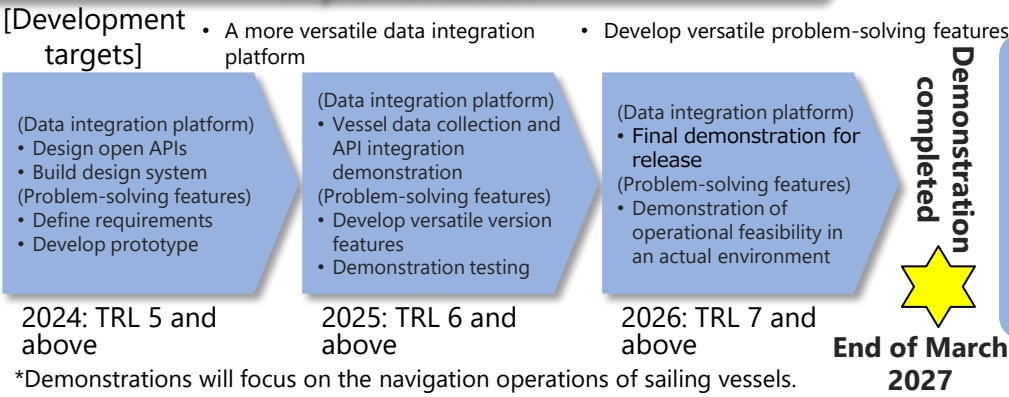 [Development
targets]
• A more versatile data integration
platform
• Develop versatile problem-solving features
(Data integration platform)
• Design open APIs
• Build design system
(Problem-solving features)
• Define requirements
• Develop prototype
(Data integration platform)
• Vessel data collection and
API integration
demonstration
(Problem-solving features)
• Develop versatile version
features
• Demonstration testing
(Data integration platform)
• Final demonstration for
release
(Problem-solving features)
• Demonstration of
operational feasibility in
an actual environment
Demonstration
completed
2024: TRL 5 and
above
2025: TRL 6 and
above
2026: TRL 7 and
above
End of March
2027
*Demonstrations will focus on the navigation operations of sailing vessels.